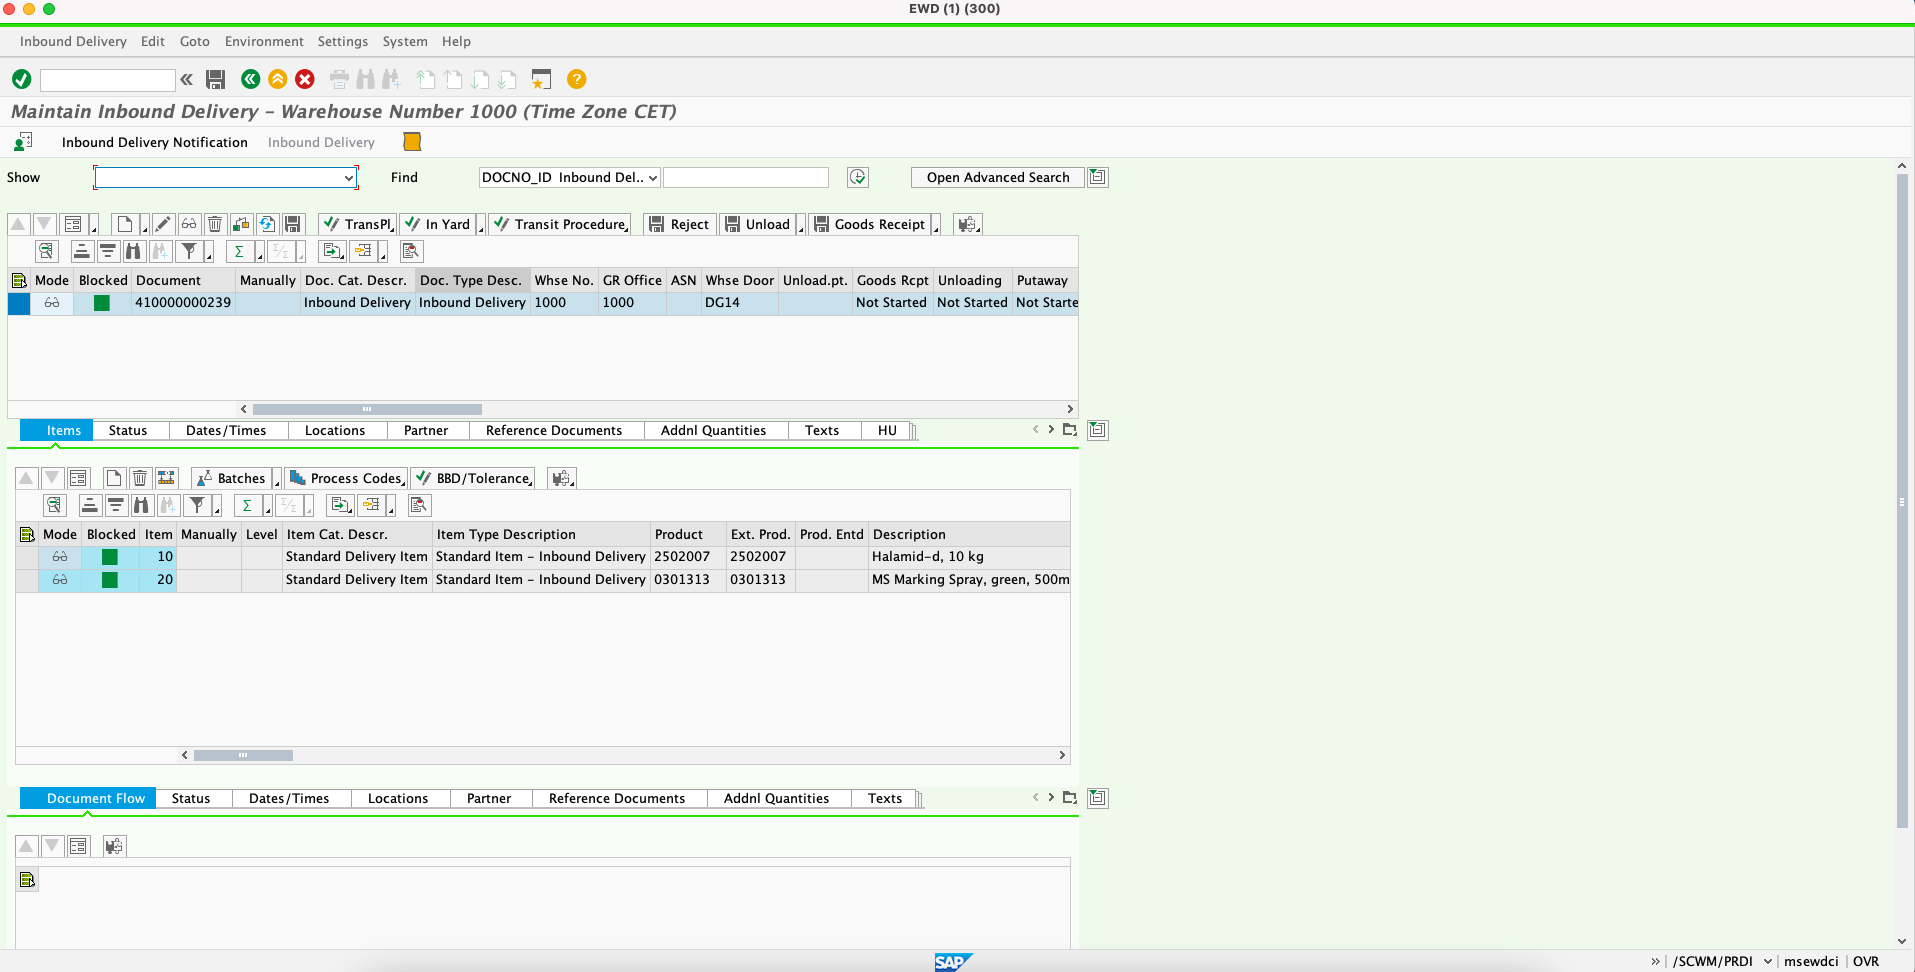 EWD (1) (300)
Inbound Delivery Edit Goto Environment Settings System Help
Maintain Inbound Delivery - Warehouse Number 1000 (Time Zone CET)
Inbound Delivery Notification Inbound Delivery
Show Find DOCNO_ID Inbound Del.. Open Advanced Search
TransPl. In Yard Transit Procedure Reject Unload Goods Receipt
Mode Blocked Document Manually Doc. Cat. Descr. Doc. Type Desc. Whse No. GR Office ASN Whse Door Unload.pt. Goods Rcpt Unloading Putaway
410000000239 Inbound Delivery Inbound Delivery 1000 1000 DG14 Not Started Not Started Not Starte
Items Status Dates/Times Locations Partner Reference Documents Addnl Quantities Texts HU
Batches Process Codes BBD/Tolerance
Mode Blocked Item Manually Level Item Cat. Descr. Item Type Description Product Ext. Prod. Prod. Entd Description
10 Standard Delivery Item Standard Item - Inbound Delivery 2502007 2502007 Halamid-d, 10 kg
20 Standard Delivery Item Standard Item - Inbound Delivery 0301313 0301313 MS Marking Spray, green, 500m
Document Flow Status Dates/Times Locations Partner Reference Documents Addnl Quantities Texts
SAP /SCWM/PRDI msewdci OVR